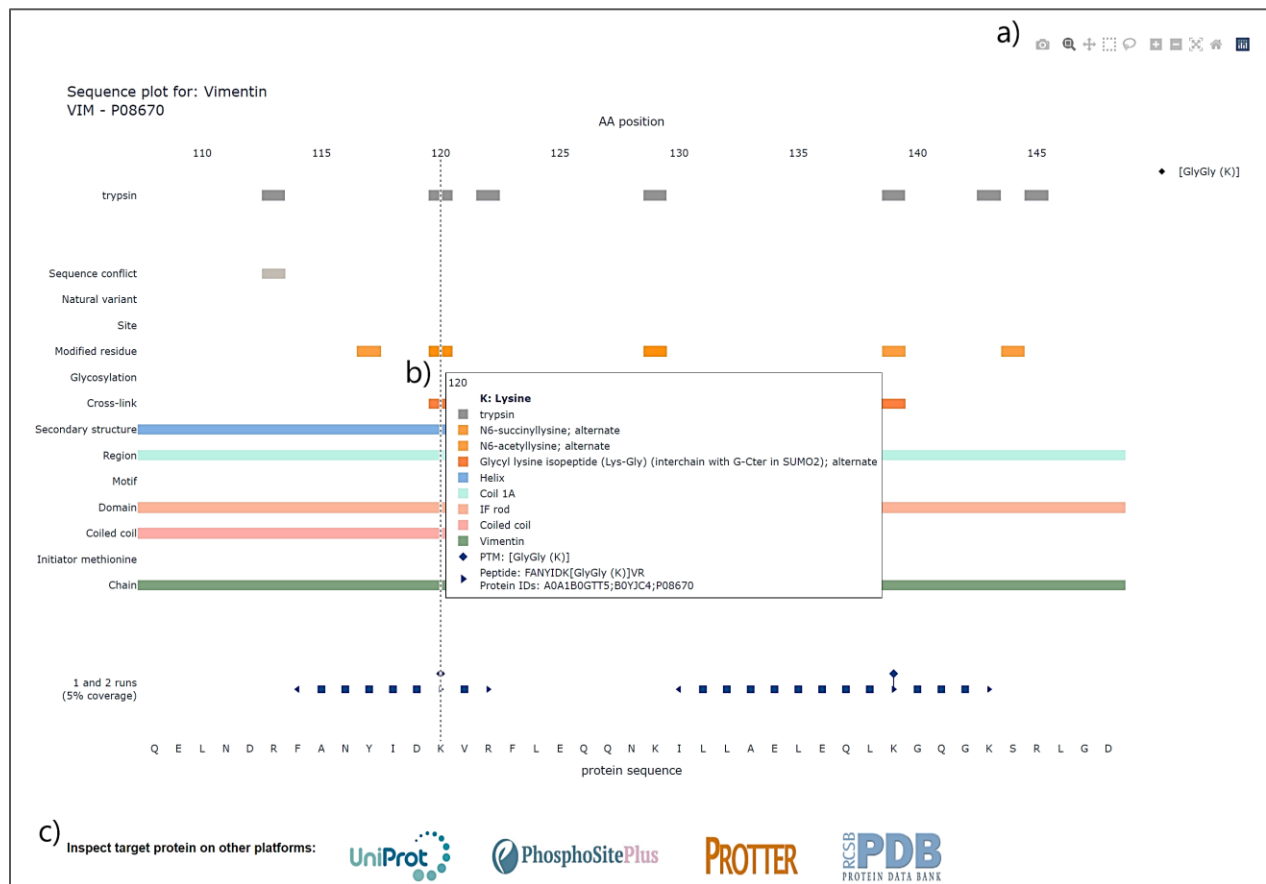 a)
Sequence plot for: Vimentin
VIM - P08670
AA position
110 115 120 125 130 135 140 145
[GlyGly (K)]
trypsin
Sequence conflict
Natural variant
Site
Modified residue
Glycosylation
Cross-link
Secondary structure
Region
Motif
Domain
Coiled coil
Initiator methionine
Chain
b)
120
K: Lysine
trypsin
N6-succinyllysine; alternate
N6-acetyllysine; alternate
Glycyl lysine isopeptide (Lys-Gly) (interchain with G-Cter in SUMO2); alternate
Helix
Coil 1A
IF rod
Coiled coil
Vimentin
PTM: [GlyGly (K)]
Peptide: FANYIDK[GlyGly (K)]VR
Protein IDs: A0A1B0GTT5;B0YJC4;P08670
1 and 2 runs
(5% coverage)
Q E L N D R F A N Y I D K V R F L E Q Q N K I L L A E L E Q L K G Q G K S R L G D
protein sequence
c)
Inspect target protein on other platforms:
UniProt
PhosphoSitePlus
PROTTER
RCSB
PDB
PROTEIN DATA BANK